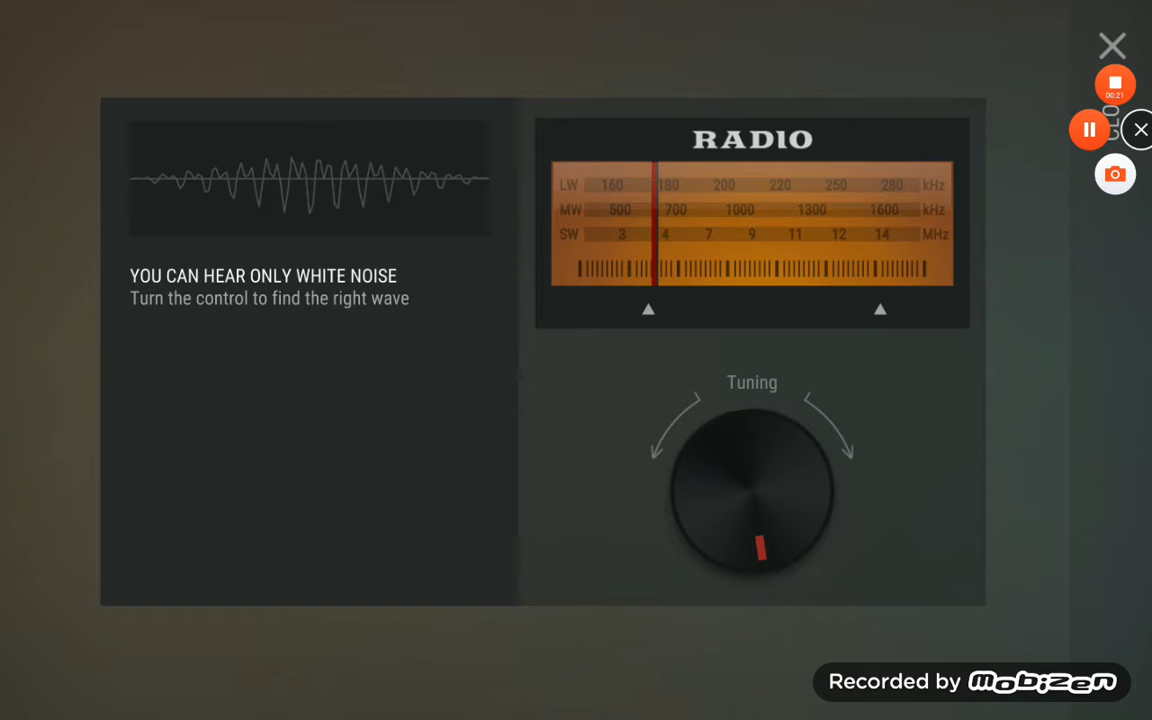 YOU CAN HEAR ONLY WHITE NOISE
Turn the control to find the right wave
RADIO
LW 160 180 200 220 250 280 kHz
MW 500 700 1000 1300 1600 kHz
SW 3 4 7 9 11 12 14 MHz
Tuning
00:21
Recorded by mobizen